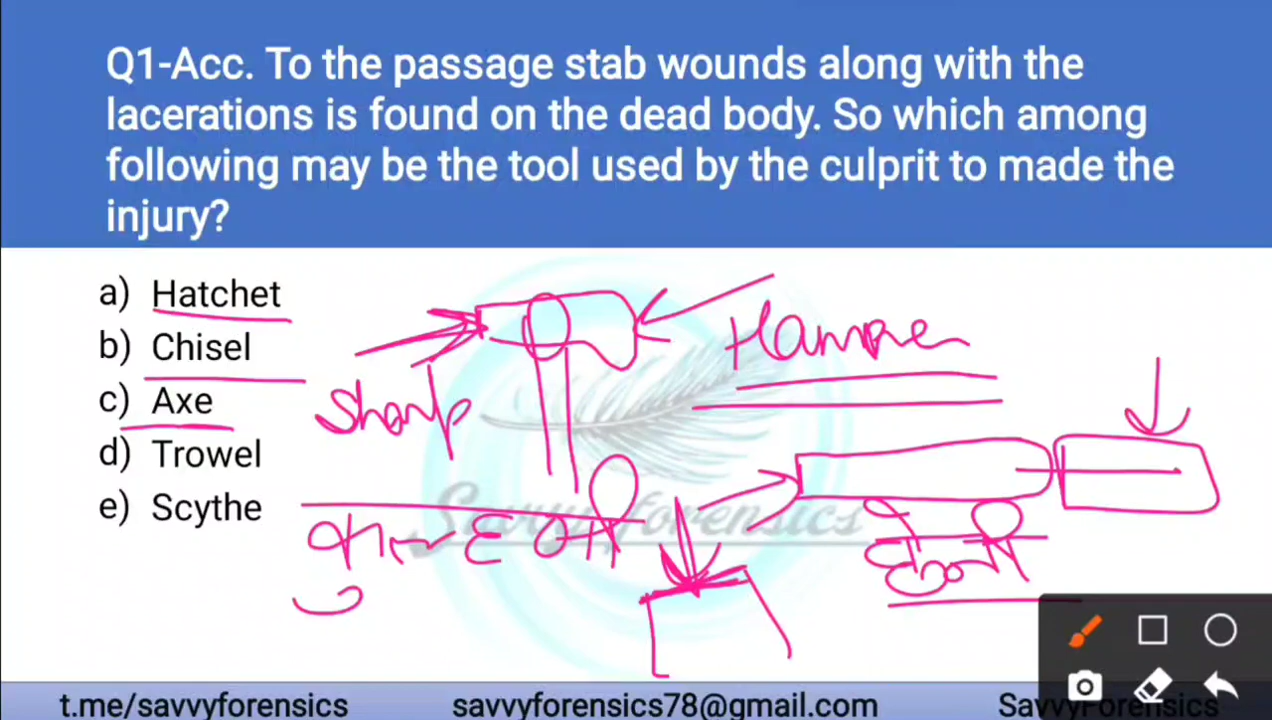 Q1-Acc. To the passage stab wounds along with the
lacerations is found on the dead body. So which among
following may be the tool used by the culprit to made the
injury?
a) Hatchet
b) Chisel
c) Axe
d) Trowel
e) Scythe
Hammer
Sharp
Savvy forensics
t.me/savvyforensics
savvyforensics78@gmail.com
SavvyForensics